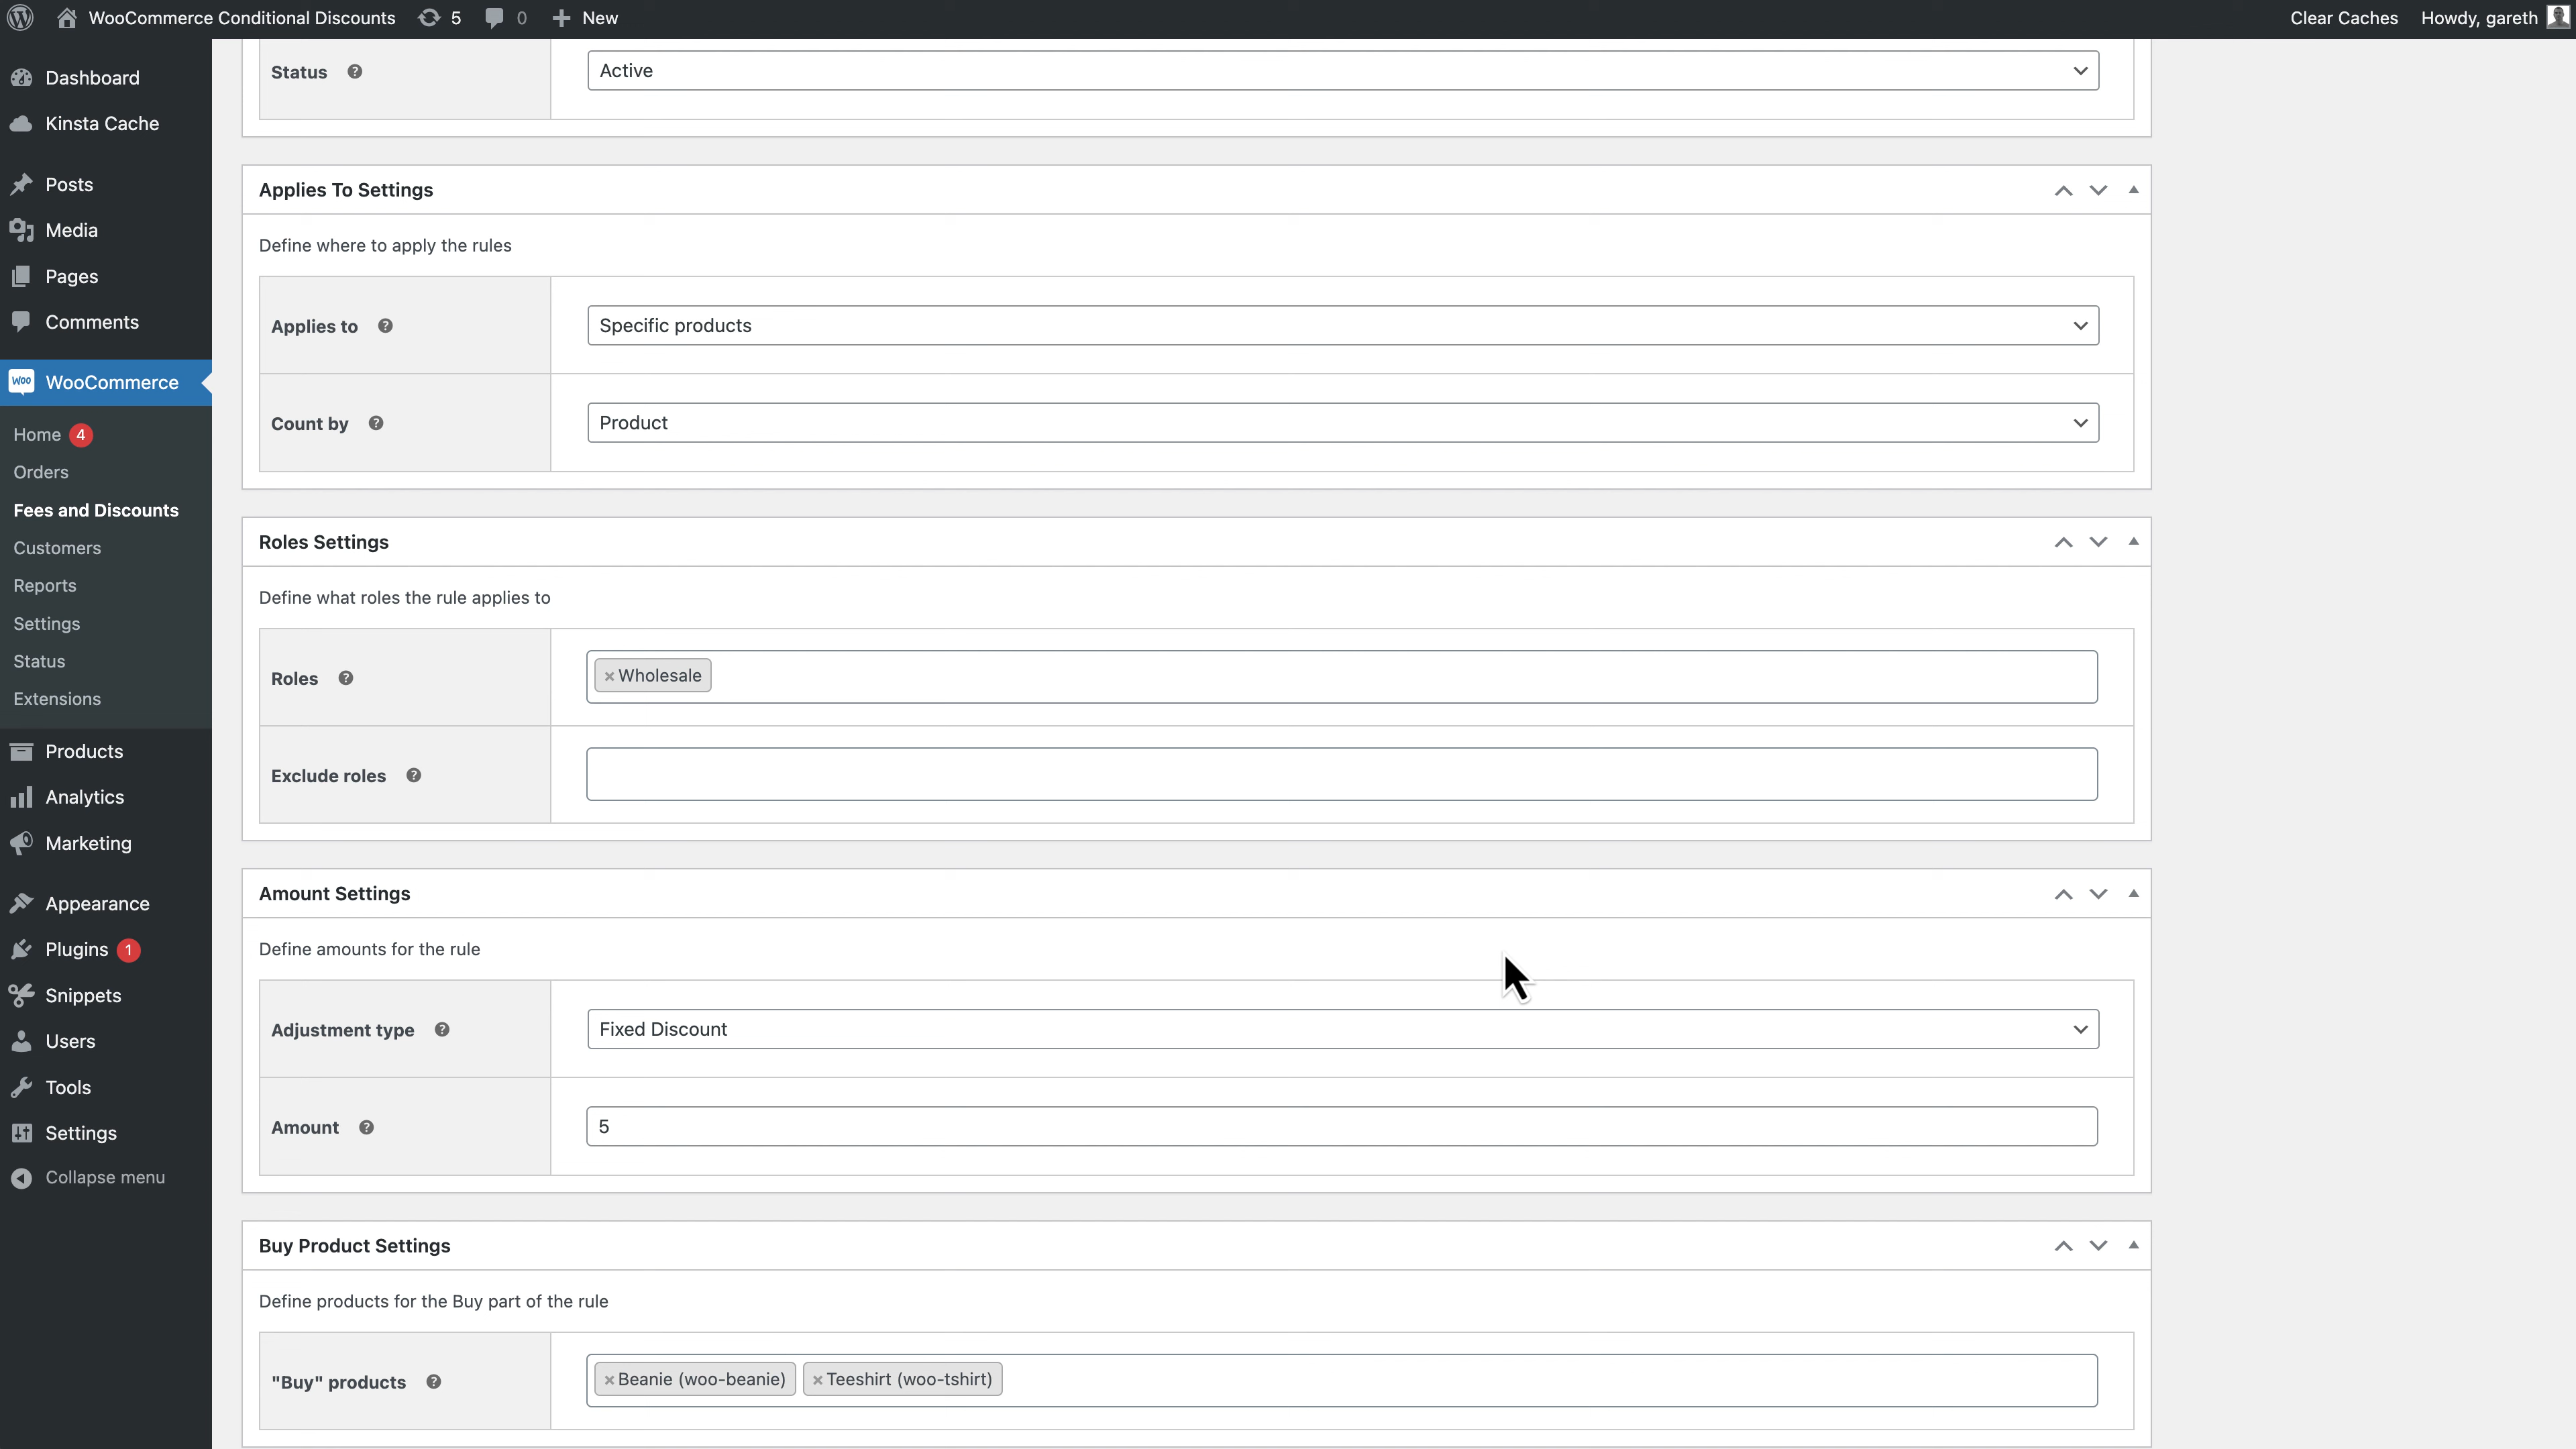 WooCommerce Conditional Discounts 5 0 New Clear Caches Howdy, gareth
Dashboard
Kinsta Cache
Posts
Media
Pages
Comments
Woo WooCommerce
Home 4
Orders
Fees and Discounts
Customers
Reports
Settings
Status
Extensions
Products
Analytics
Marketing
Appearance
Plugins 1
Snippets
Users
Tools
Settings
Collapse menu
Status Active
Applies To Settings
Define where to apply the rules
Applies to Specific products
Count by Product
Roles Settings
Define what roles the rule applies to
Roles × Wholesale
Exclude roles
Amount Settings
Define amounts for the rule
Adjustment type Fixed Discount
Amount 5
Buy Product Settings
Define products for the Buy part of the rule
"Buy" products × Beanie (woo-beanie) × Teeshirt (woo-tshirt)